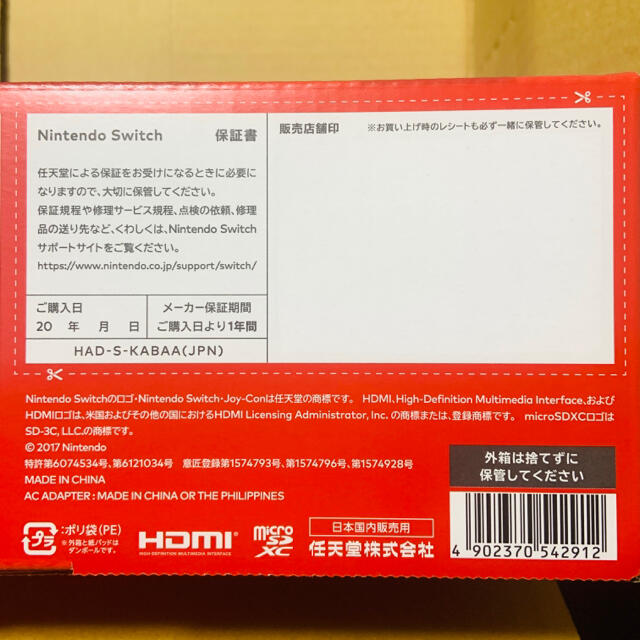 Nintendo Switch 保証書
任天堂による保証をお受けになるときに必要に
なりますので、大切に保管してください。
保証規程や修理サービス規程、点検の依頼、修理
品の送り先など、くわしくは、Nintendo Switch
サポートサイトをご覧ください。
https://www.nintendo.co.jp/support/switch/
ご購入日
20 年 月 日
メーカー保証期間
ご購入日より1年間
HAD-S-KABAA(JPN)
販売店舗印 ※お買い上げ時のレシートも必ず一緒に保管してください。
Nintendo Switchのロゴ・Nintendo Switch・Joy-Conは任天堂の商標です。 HDMI、High-Definition Multimedia Interface、および
HDMIロゴは、米国およびその他の国におけるHDMI Licensing Administrator, Inc. の商標または、登録商標です。 microSDXCロゴは
SD-3C, LLC.の商標です。
© 2017 Nintendo
特許第6074534号、第6121034号 意匠登録第1574793号、第1574796号、第1574928号
MADE IN CHINA
AC ADAPTER : MADE IN CHINA OR THE PHILIPPINES
外箱は捨てずに
保管してください
プラ
:ポリ袋(PE)
※外箱と紙パッドは
ダンボールです。
HDMI
HIGH-DEFINITION MULTIMEDIA INTERFACE
micro
SD
XC
日本国内販売用
任天堂株式会社
4 902370 542912